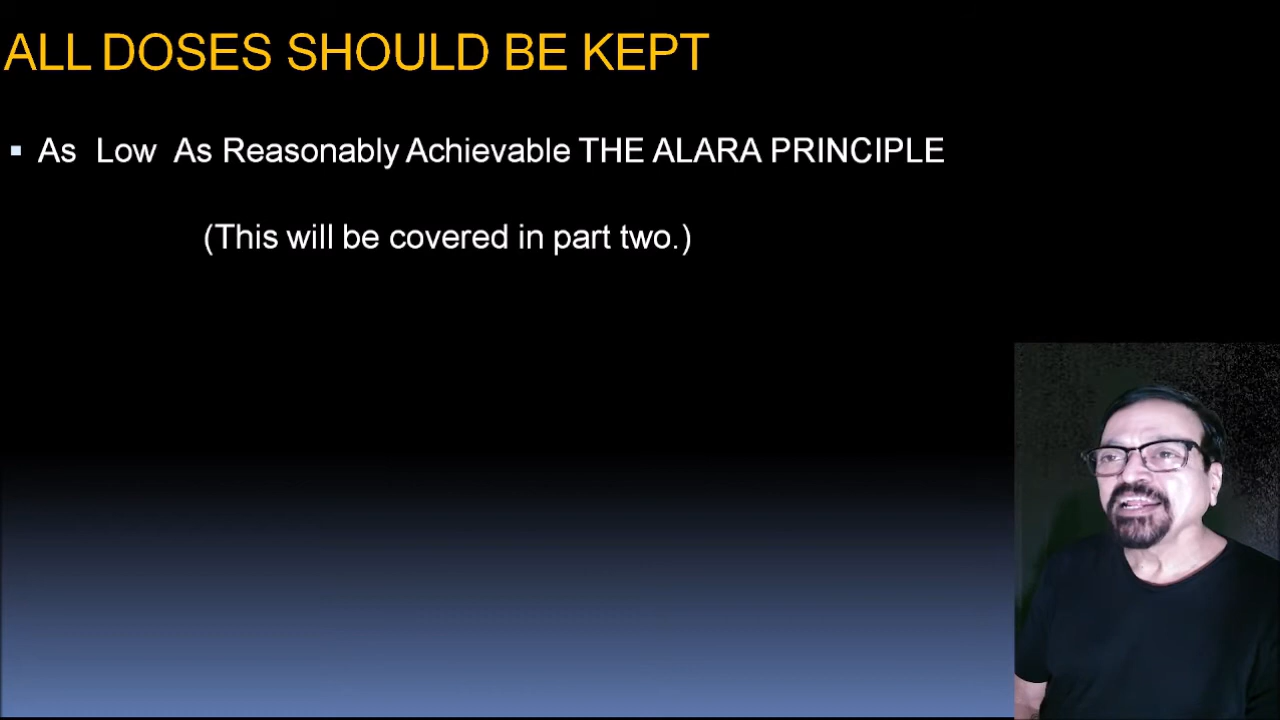 ALL DOSES SHOULD BE KEPT
▪ As Low As Reasonably Achievable THE ALARA PRINCIPLE
(This will be covered in part two.)